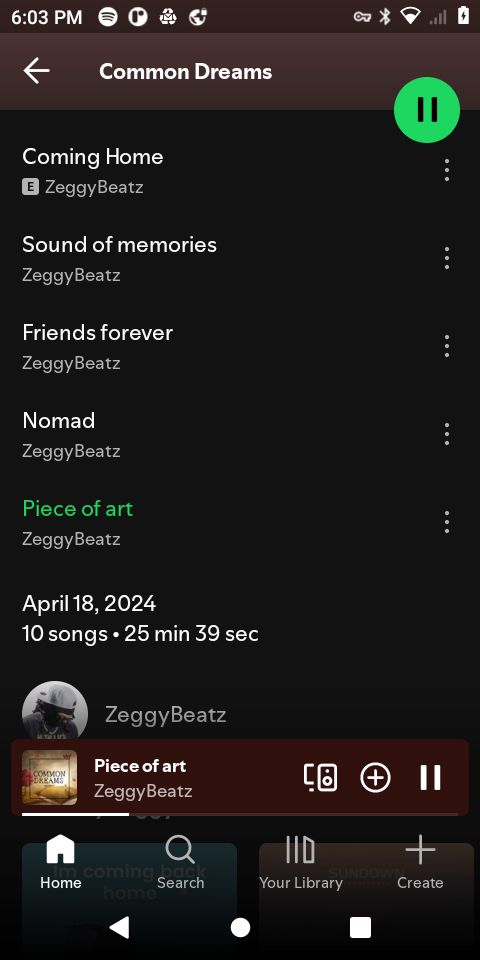 6:03 PM
Common Dreams
Coming Home
E ZeggyBeatz
Sound of memories
ZeggyBeatz
Friends forever
ZeggyBeatz
Nomad
ZeggyBeatz
Piece of art
ZeggyBeatz
April 18, 2024
10 songs • 25 min 39 sec
ZeggyBeatz
COMMON
DREAMS
Piece of art
ZeggyBeatz
Im coming back
home
SUNDOWN
Home
Search
Your Library
Create